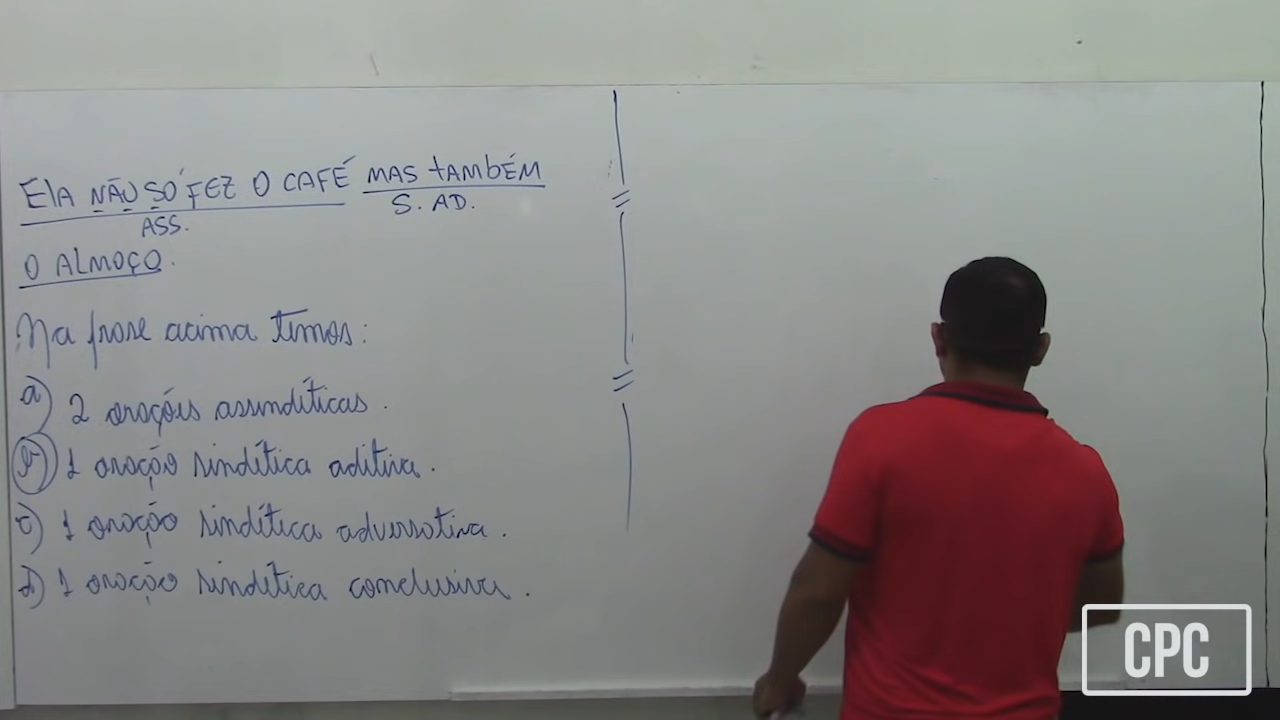 ElA NÃO SÓ FEZ O CAFÉ MAS tAMbÉM
ASS. S. AD.
O ALMOÇO.
Na frase acima temos:
a) 2 orações assindéticas.
b) 1 oração sindética aditiva.
c) 1 oração sindética adversativa.
d) 1 oração sindética conclusiva.
CPC